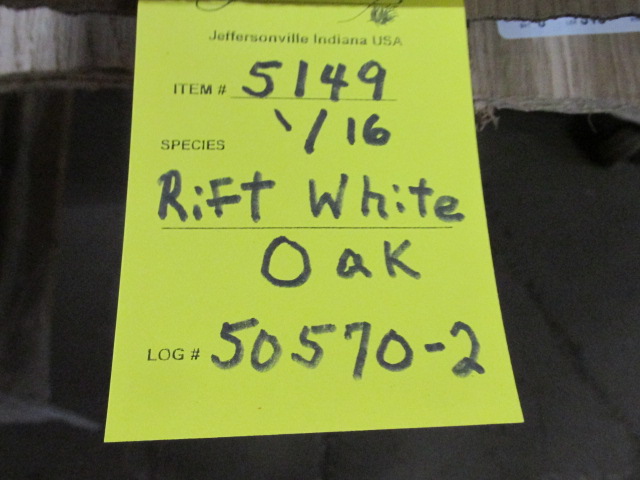 Jeffersonville Indiana USA
ITEM # 5149
1/16
SPECIES
Rift White
Oak
LOG # 50570-2